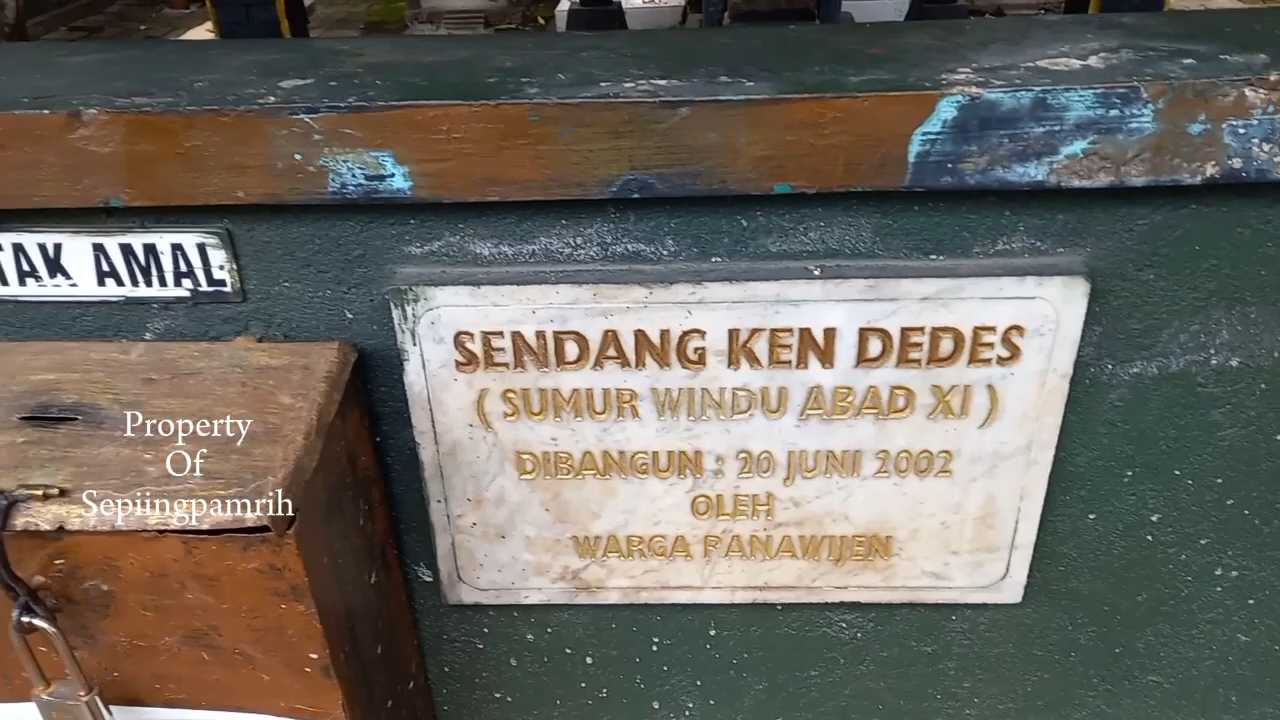 TAK AMAL
SENDANG KEN DEDES
( SUMUR WINDU ABAD XI )
DIBANGUN : 20 JUNI 2002
OLEH
WARGA PANAWIJEN
Property
Of
Sepiingpamrih